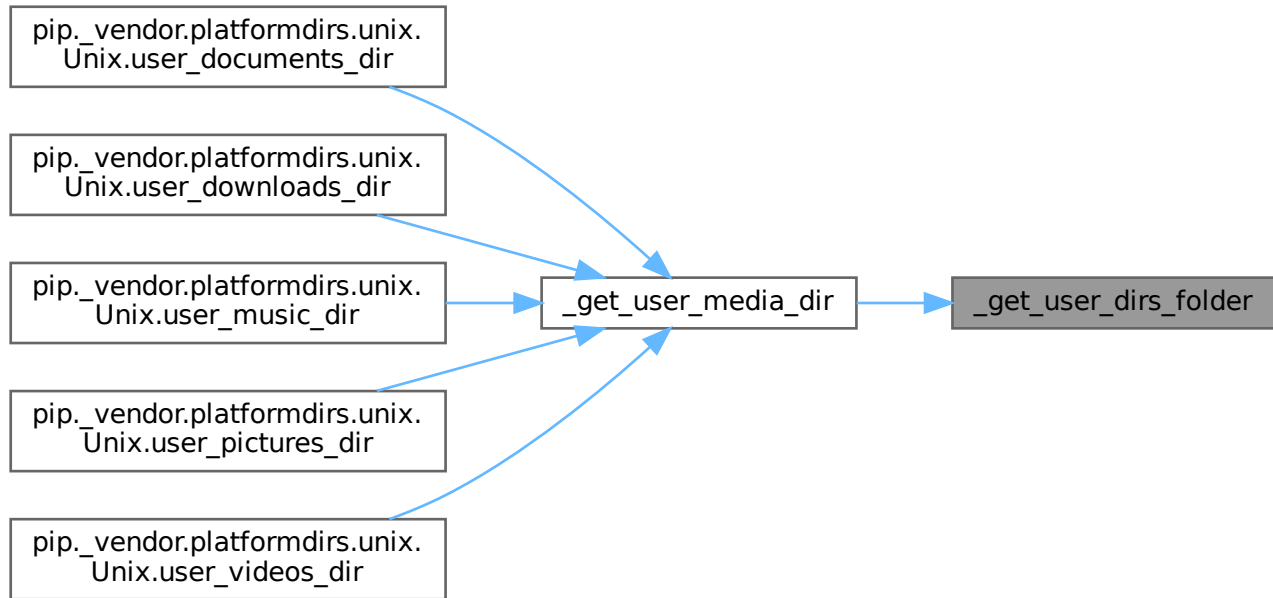 pip._vendor.platformdirs.unix.
Unix.user_documents_dir
pip._vendor.platformdirs.unix.
Unix.user_downloads_dir
pip._vendor.platformdirs.unix.
Unix.user_music_dir
pip._vendor.platformdirs.unix.
Unix.user_pictures_dir
pip._vendor.platformdirs.unix.
Unix.user_videos_dir
_get_user_media_dir
_get_user_dirs_folder